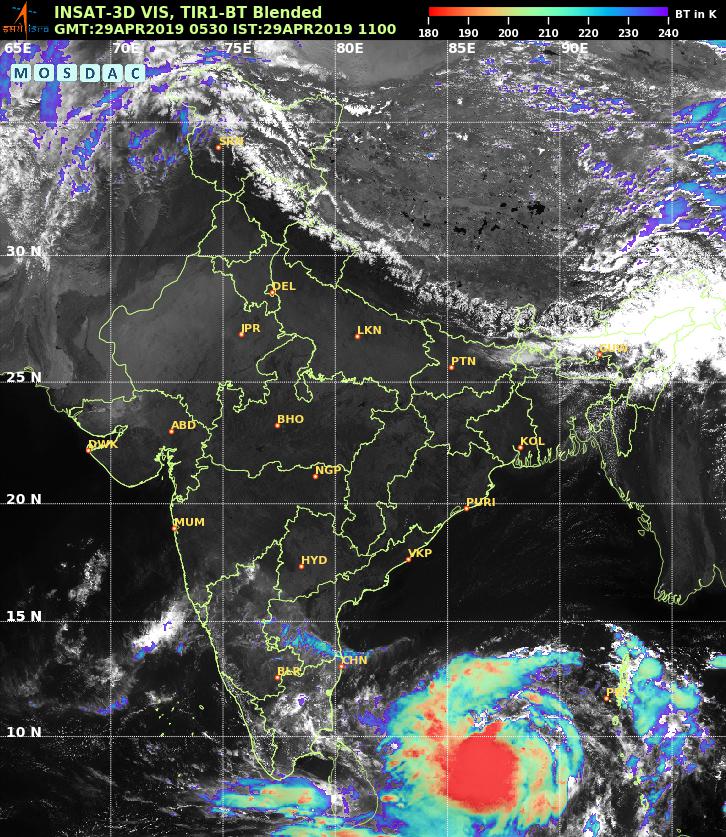 INSAT-3D VIS, TIR1-BT Blended
GMT:29APR2019 0530 IST:29APR2019 1100
BT in K
180 190 200 210 220 230 240
65E 70E 75E 80E 85E 90E
MOSDAC
SRN
30 N
DEL
JPR
LKN
PTN
25 N
ABD
BHO
DWK
KOL
NGP
20 N
PURI
MUM
VKP
HYD
15 N
CHN
BLR
10 N